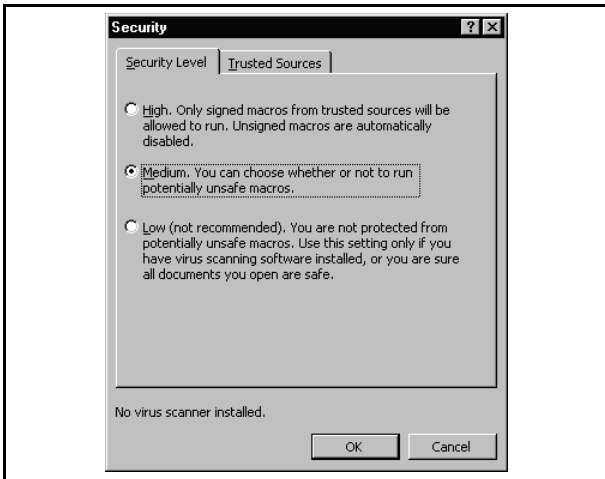 Security
Security Level Trusted Sources
High. Only signed macros from trusted sources will be
allowed to run. Unsigned macros are automatically
disabled.
Medium. You can choose whether or not to run
potentially unsafe macros.
Low (not recommended). You are not protected from
potentially unsafe macros. Use this setting only if you
have virus scanning software installed, or you are sure
all documents you open are safe.
No virus scanner installed.
OK Cancel